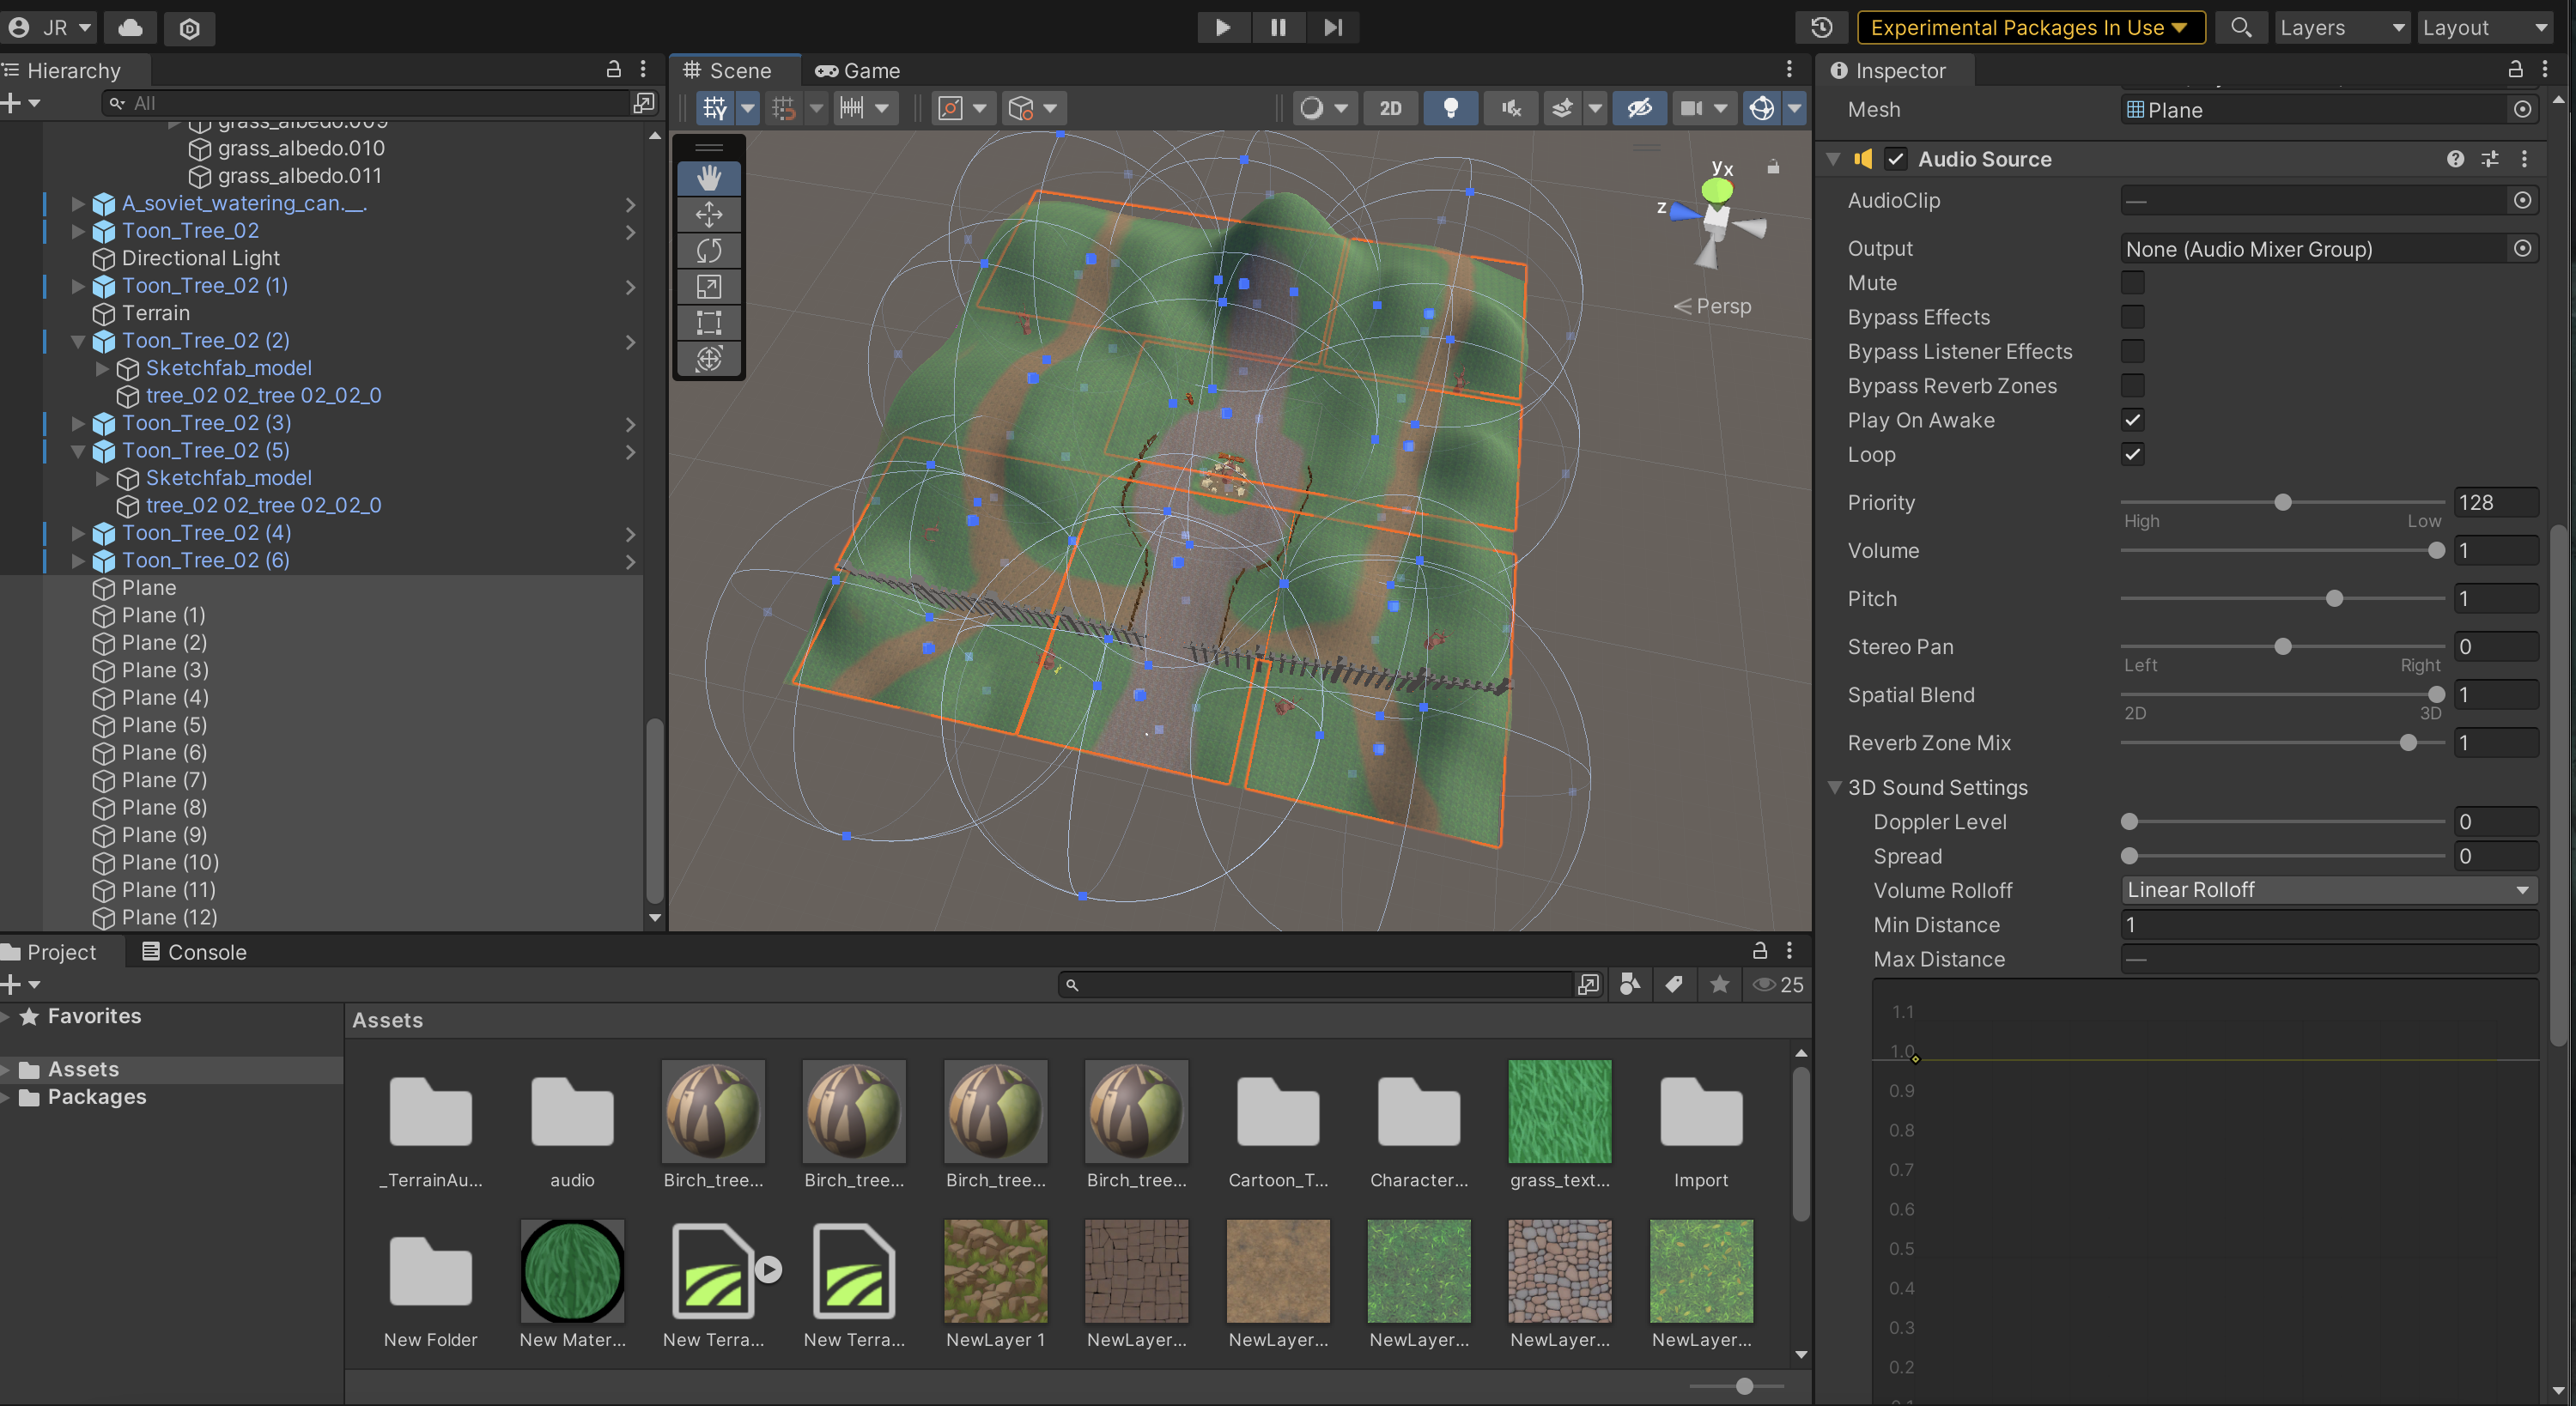 JR
Experimental Packages In Use
Layers
Layout
Hierarchy
All
grass_albedo.009
grass_albedo.010
grass_albedo.011
A_soviet_watering_can.__.
Toon_Tree_02
Directional Light
Toon_Tree_02 (1)
Terrain
Toon_Tree_02 (2)
Sketchfab_model
tree_02 02_tree 02_02_0
Toon_Tree_02 (3)
Toon_Tree_02 (5)
Sketchfab_model
tree_02 02_tree 02_02_0
Toon_Tree_02 (4)
Toon_Tree_02 (6)
Plane
Plane (1)
Plane (2)
Plane (3)
Plane (4)
Plane (5)
Plane (6)
Plane (7)
Plane (8)
Plane (9)
Plane (10)
Plane (11)
Plane (12)
Scene
Game
2D
y x
z
Persp
Inspector
Mesh
Plane
Audio Source
AudioClip
—
Output
None (Audio Mixer Group)
Mute
Bypass Effects
Bypass Listener Effects
Bypass Reverb Zones
Play On Awake
Loop
Priority
128
High
Low
Volume
1
Pitch
1
Stereo Pan
0
Left
Right
Spatial Blend
1
2D
3D
Reverb Zone Mix
1
3D Sound Settings
Doppler Level
0
Spread
0
Volume Rolloff
Linear Rolloff
Min Distance
1
Max Distance
—
1.1
1.0
0.9
0.8
0.7
0.6
0.5
0.4
0.3
0.2
Project
Console
25
Favorites
Assets
Packages
Assets
_TerrainAu...
audio
Birch_tree...
Birch_tree...
Birch_tree...
Birch_tree...
Cartoon_T...
Character...
grass_text...
Import
New Folder
New Mater...
New Terra...
New Terra...
NewLayer 1
NewLayer...
NewLayer...
NewLayer...
NewLayer...
NewLayer...